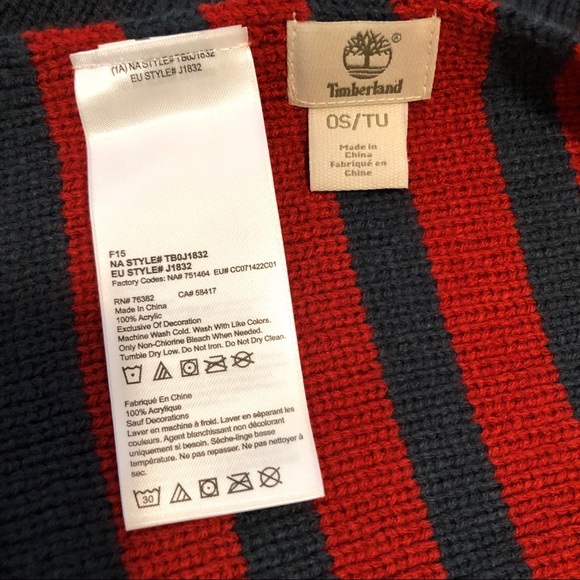 (1A) NA STYLE# TB0J1832
EU STYLE# J1832
F15
NA STYLE# TB0J1832
EU STYLE# J1832
Factory Codes: NA# 751464 EU# CC071422C01
RN# 76382 CA# 58417
Made In China
100% Acrylic
Exclusive Of Decoration
Machine Wash Cold. Wash With Like Colors.
Only Non-Chlorine Bleach When Needed.
Tumble Dry Low. Do Not Iron. Do Not Dry Clean.
Fabriqué En Chine
100% Acrylique
Sauf Decorations
Laver en machine à froid. Laver en séparant les
couleurs. Agent blanchissant non décolorant
uniquement si besoin. Sèche-linge basse
température. Ne pas repasser. Ne pas nettoyer à
sec.
30
Timberland
®
OS/TU
Made in
China
Fabriqué en
Chine